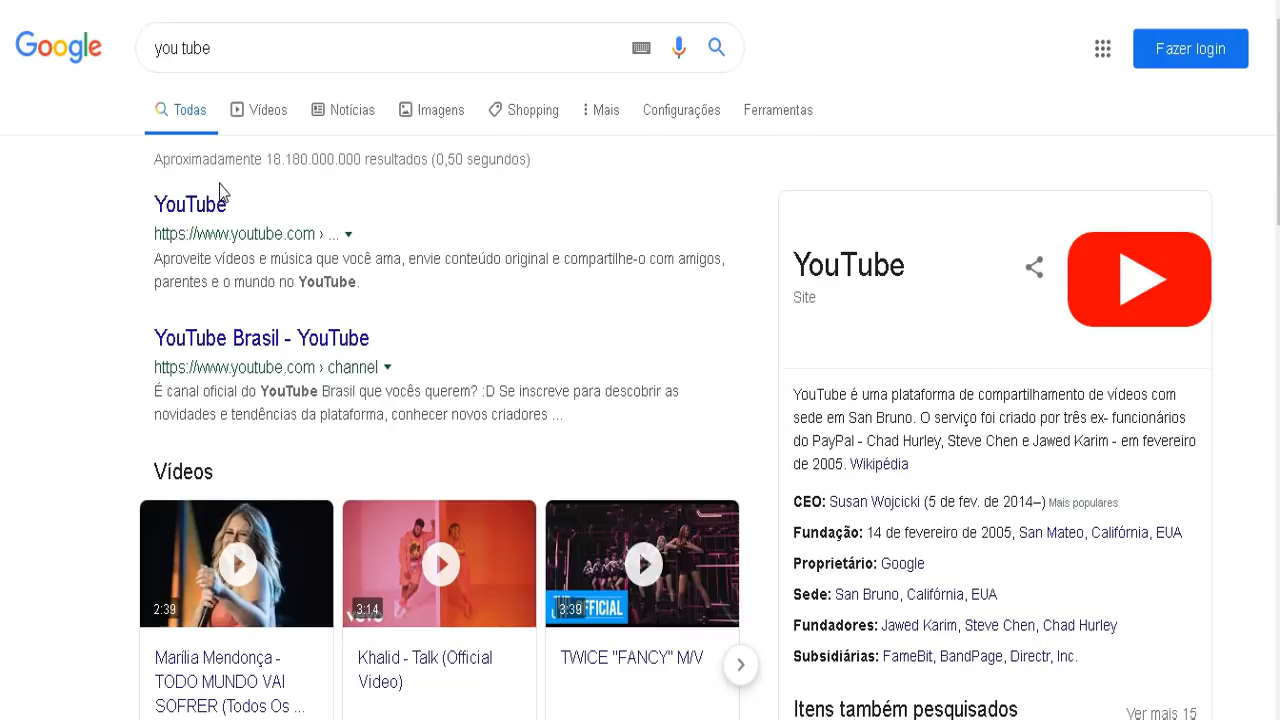 Google
you tube
Fazer login
Todas
Vídeos
Notícias
Imagens
Shopping
Mais
Configurações
Ferramentas
Aproximadamente 18.180.000.000 resultados (0,50 segundos)
YouTube
https://www.youtube.com › ...
Aproveite vídeos e música que você ama, envie conteúdo original e compartilhe-o com amigos,
parentes e o mundo no YouTube.
YouTube Brasil - YouTube
https://www.youtube.com › channel
É canal oficial do YouTube Brasil que vocês querem? :D Se inscreve para descobrir as
novidades e tendências da plataforma, conhecer novos criadores ...
Vídeos
2:39
Marília Mendonça -
TODO MUNDO VAI
SOFRER (Todos Os ...
3:14
vevo
Khalid - Talk (Official
Video)
3:39
FFICIAL
TWICE "FANCY" M/V
YouTube
Site
YouTube é uma plataforma de compartilhamento de vídeos com
sede em San Bruno. O serviço foi criado por três ex- funcionários
do PayPal - Chad Hurley, Steve Chen e Jawed Karim - em fevereiro
de 2005. Wikipédia
CEO: Susan Wojcicki (5 de fev. de 2014–) Mais populares
Fundação: 14 de fevereiro de 2005, San Mateo, Califórnia, EUA
Proprietário: Google
Sede: San Bruno, Califórnia, EUA
Fundadores: Jawed Karim, Steve Chen, Chad Hurley
Subsidiárias: FameBit, BandPage, Directr, Inc.
Itens também pesquisados
Ver mais 15